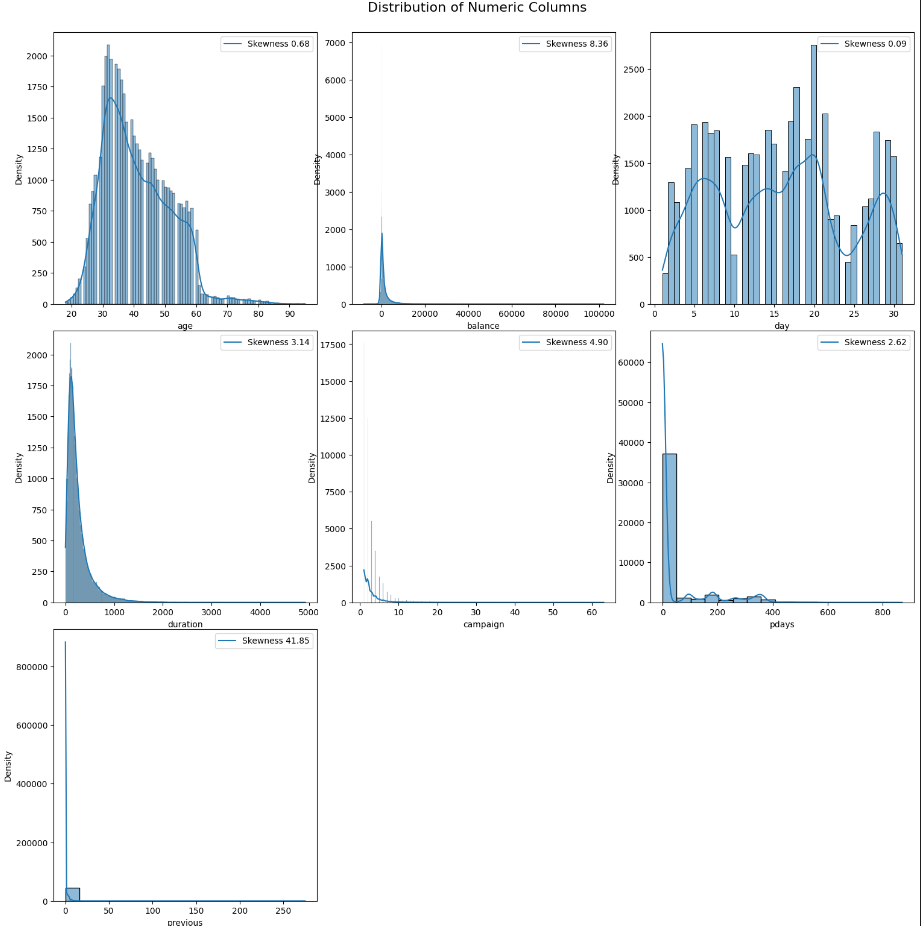 Distribution of Numeric Columns
Skewness 0.68
Density
2000
1750
1500
1250
1000
750
500
250
0
20 30 40 50 60 70 80 90
age
Skewness 8.36
Density
7000
6000
5000
4000
3000
2000
1000
0
0 20000 40000 60000 80000 100000
balance
Skewness 0.09
Density
2500
2000
1500
1000
500
0
0 5 10 15 20 25 30
day
Skewness 3.14
Density
2000
1750
1500
1250
1000
750
500
250
0
0 1000 2000 3000 4000 5000
duration
Skewness 4.90
Density
17500
15000
12500
10000
7500
5000
2500
0
0 10 20 30 40 50 60
campaign
Skewness 2.62
Density
60000
50000
40000
30000
20000
10000
0
0 200 400 600 800
pdays
Skewness 41.85
Density
800000
600000
400000
200000
0
0 50 100 150 200 250
previous